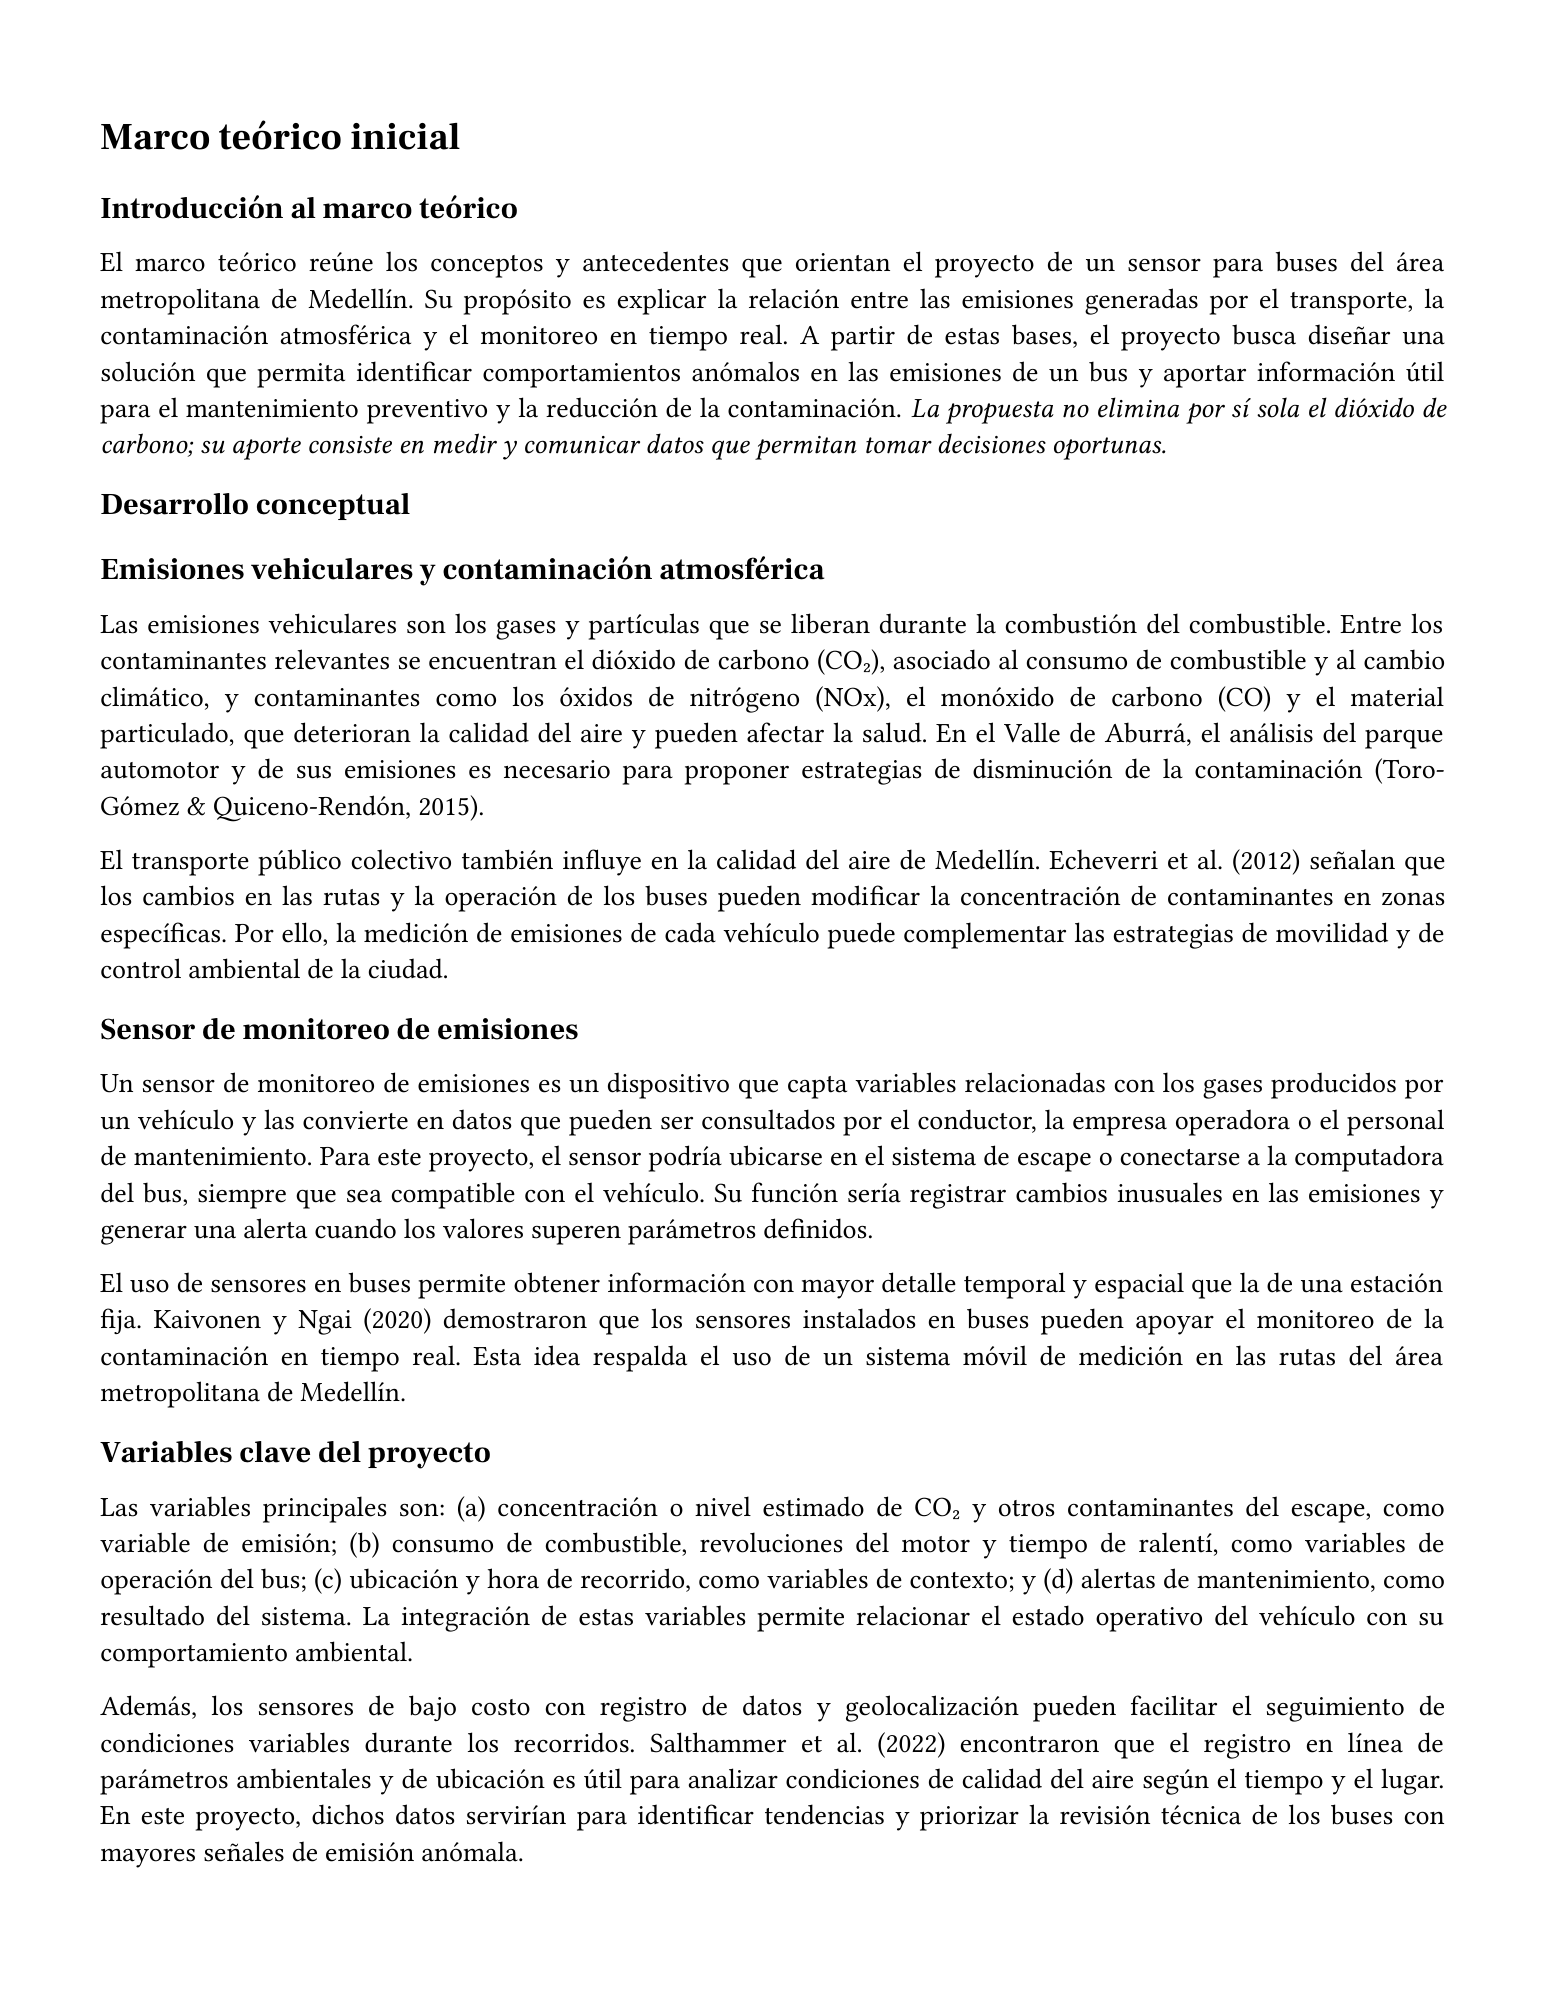 Marco teórico inicial
Introducción al marco teórico
El marco teórico reúne los conceptos y antecedentes que orientan el proyecto de un sensor para buses del área
metropolitana de Medellín. Su propósito es explicar la relación entre las emisiones generadas por el transporte, la
contaminación atmosférica y el monitoreo en tiempo real. A partir de estas bases, el proyecto busca diseñar una
solución que permita identificar comportamientos anómalos en las emisiones de un bus y aportar información útil
para el mantenimiento preventivo y la reducción de la contaminación. La propuesta no elimina por sí sola el dióxido de
carbono; su aporte consiste en medir y comunicar datos que permitan tomar decisiones oportunas.
Desarrollo conceptual
Emisiones vehiculares y contaminación atmosférica
Las emisiones vehiculares son los gases y partículas que se liberan durante la combustión del combustible. Entre los
contaminantes relevantes se encuentran el dióxido de carbono (CO₂), asociado al consumo de combustible y al cambio
climático, y contaminantes como los óxidos de nitrógeno (NOx), el monóxido de carbono (CO) y el material
particulado, que deterioran la calidad del aire y pueden afectar la salud. En el Valle de Aburrá, el análisis del parque
automotor y de sus emisiones es necesario para proponer estrategias de disminución de la contaminación (Toro-
Gómez & Quiceno-Rendón, 2015).
El transporte público colectivo también influye en la calidad del aire de Medellín. Echeverri et al. (2012) señalan que
los cambios en las rutas y la operación de los buses pueden modificar la concentración de contaminantes en zonas
específicas. Por ello, la medición de emisiones de cada vehículo puede complementar las estrategias de movilidad y de
control ambiental de la ciudad.
Sensor de monitoreo de emisiones
Un sensor de monitoreo de emisiones es un dispositivo que capta variables relacionadas con los gases producidos por
un vehículo y las convierte en datos que pueden ser consultados por el conductor, la empresa operadora o el personal
de mantenimiento. Para este proyecto, el sensor podría ubicarse en el sistema de escape o conectarse a la computadora
del bus, siempre que sea compatible con el vehículo. Su función sería registrar cambios inusuales en las emisiones y
generar una alerta cuando los valores superen parámetros definidos.
El uso de sensores en buses permite obtener información con mayor detalle temporal y espacial que la de una estación
fija. Kaivonen y Ngai (2020) demostraron que los sensores instalados en buses pueden apoyar el monitoreo de la
contaminación en tiempo real. Esta idea respalda el uso de un sistema móvil de medición en las rutas del área
metropolitana de Medellín.
Variables clave del proyecto
Las variables principales son: (a) concentración o nivel estimado de CO₂ y otros contaminantes del escape, como
variable de emisión; (b) consumo de combustible, revoluciones del motor y tiempo de ralentí, como variables de
operación del bus; (c) ubicación y hora de recorrido, como variables de contexto; y (d) alertas de mantenimiento, como
resultado del sistema. La integración de estas variables permite relacionar el estado operativo del vehículo con su
comportamiento ambiental.
Además, los sensores de bajo costo con registro de datos y geolocalización pueden facilitar el seguimiento de
condiciones variables durante los recorridos. Salthammer et al. (2022) encontraron que el registro en línea de
parámetros ambientales y de ubicación es útil para analizar condiciones de calidad del aire según el tiempo y el lugar.
En este proyecto, dichos datos servirían para identificar tendencias y priorizar la revisión técnica de los buses con
mayores señales de emisión anómala.